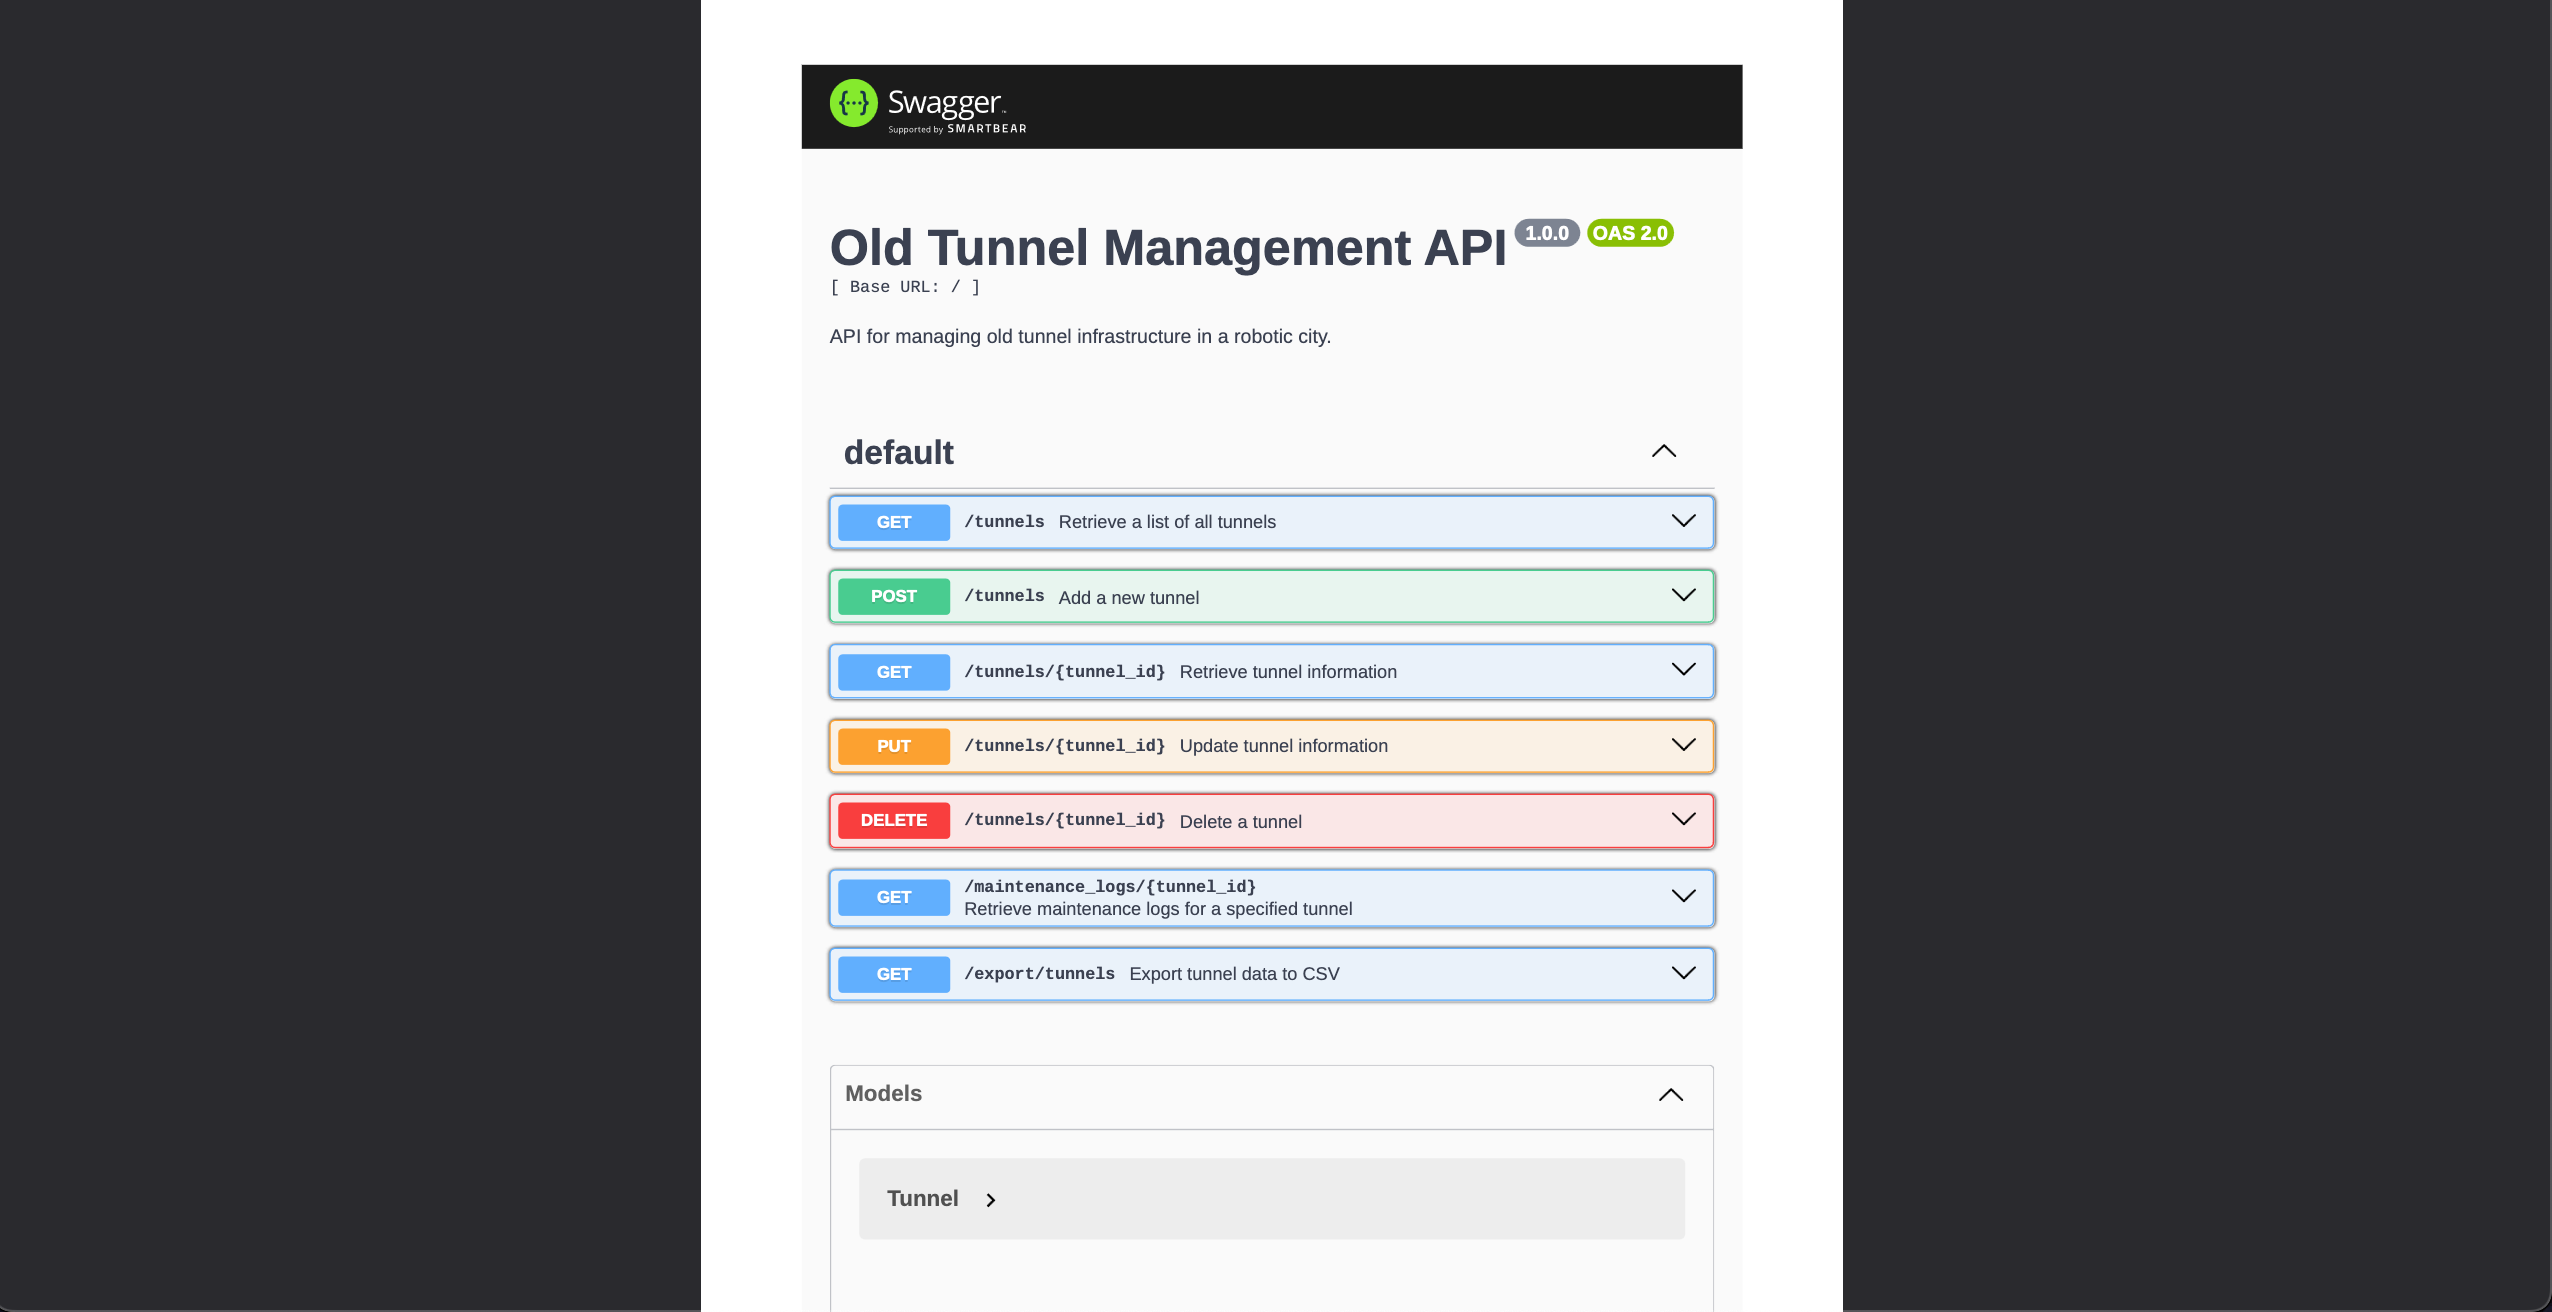 {···} Swagger™
Supported by SMARTBEAR
Old Tunnel Management API 1.0.0 OAS 2.0
[ Base URL: / ]
API for managing old tunnel infrastructure in a robotic city.
default
GET /tunnels Retrieve a list of all tunnels
POST /tunnels Add a new tunnel
GET /tunnels/{tunnel_id} Retrieve tunnel information
PUT /tunnels/{tunnel_id} Update tunnel information
DELETE /tunnels/{tunnel_id} Delete a tunnel
GET /maintenance_logs/{tunnel_id}
Retrieve maintenance logs for a specified tunnel
GET /export/tunnels Export tunnel data to CSV
Models
Tunnel